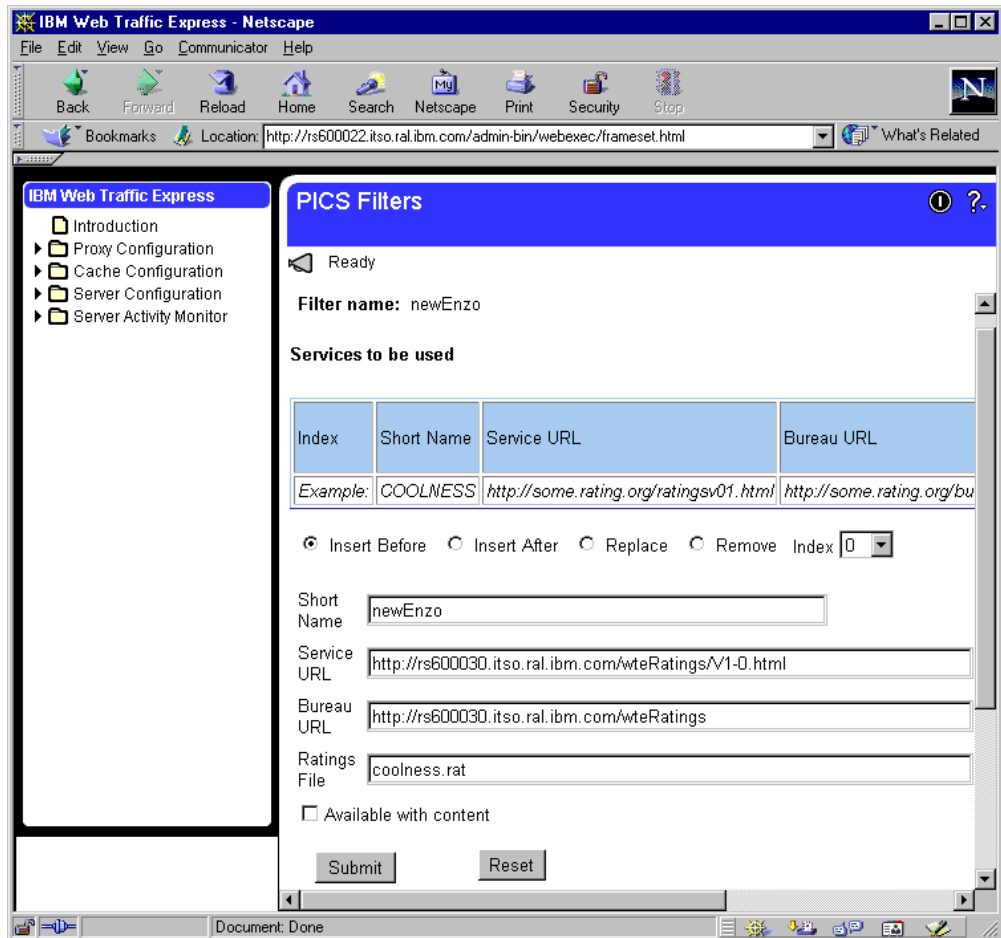 IBM Web Traffic Express - Netscape
File Edit View Go Communicator Help
My
Back Forward Reload Home Search Netscape Print Security Stop
N
Bookmarks Location: http://rs600022.itso.ral.ibm.com/admin-bin/webexec/frameset.html What's Related
IBM Web Traffic Express
Introduction
Proxy Configuration
Cache Configuration
Server Configuration
Server Activity Monitor
PICS Filters
Ready
Filter name: newEnzo
Services to be used
Index Short Name Service URL Bureau URL
Example: COOLNESS http://some.rating.org/ratingsv01.html http://some.rating.org/bu
Insert Before Insert After Replace Remove Index 0
Short Name newEnzo
Service URL http://rs600030.itso.ral.ibm.com/wteRatings/V1-0.html
Bureau URL http://rs600030.itso.ral.ibm.com/wteRatings
Ratings File coolness.rat
Available with content
Submit Reset
Document: Done